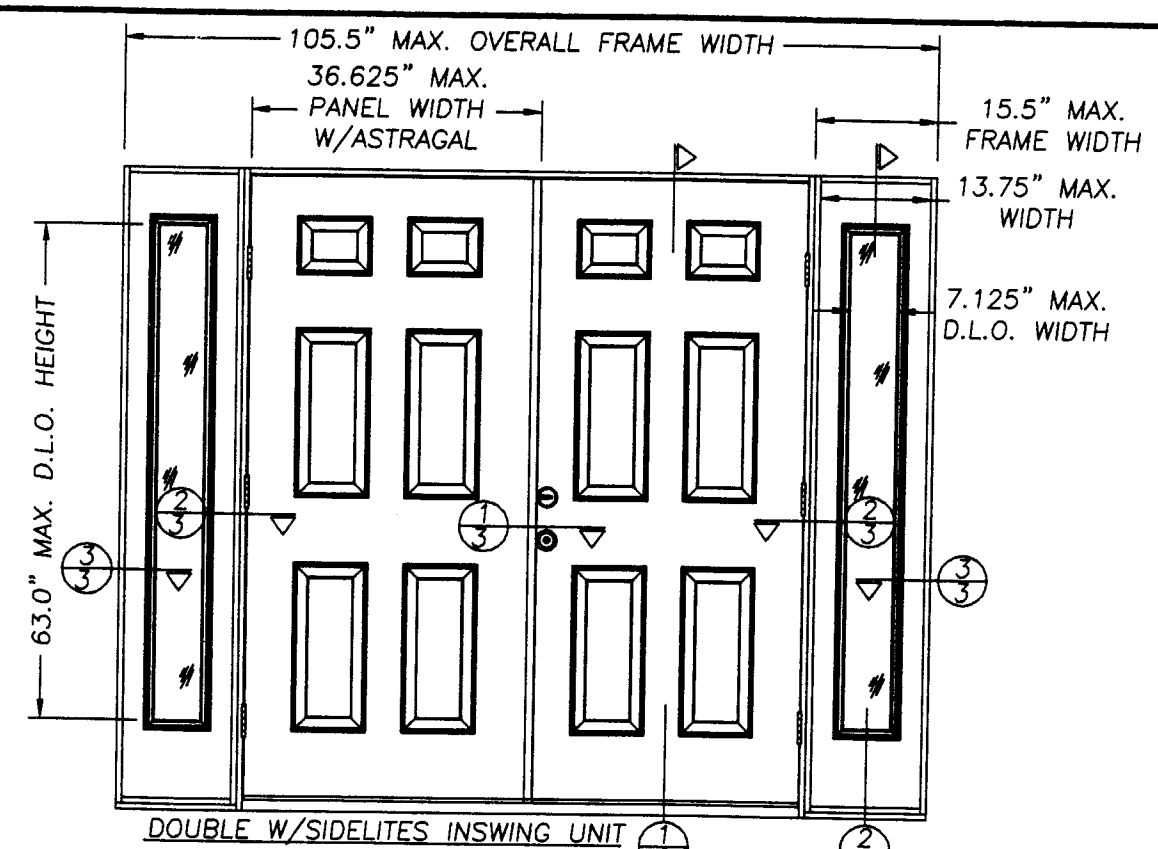 105.5" MAX. OVERALL FRAME WIDTH
36.625" MAX.
PANEL WIDTH
W/ASTRAGAL
15.5" MAX.
FRAME WIDTH
13.75" MAX.
WIDTH
7.125" MAX.
D.L.O. WIDTH
63.0" MAX. D.L.O. HEIGHT
2
3
1
3
2
3
3
3
3
3
DOUBLE W/SIDELITES INSWING UNIT
1
2